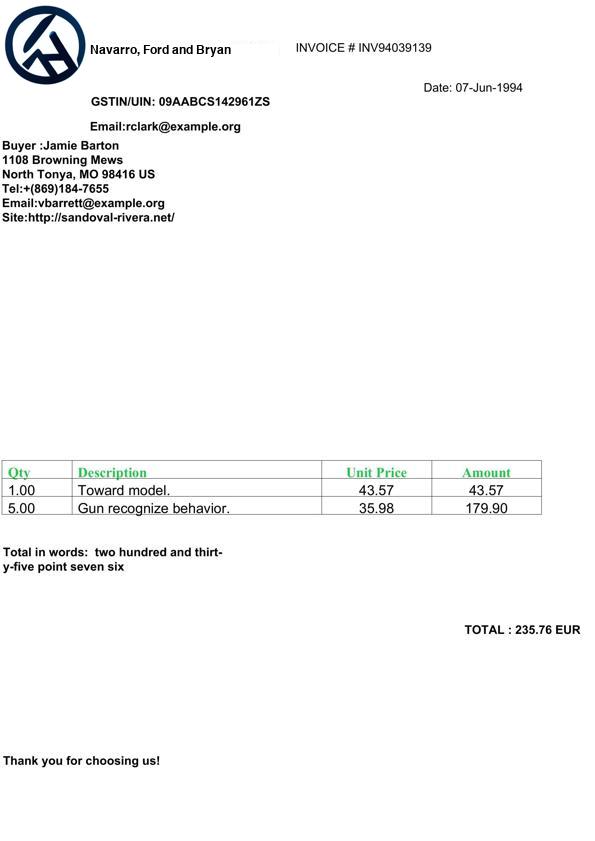 Navarro, Ford and Bryan
INVOICE # INV94039139
Date: 07-Jun-1994
GSTIN/UIN: 09AABCS142961ZS
Email:rclark@example.org
Buyer :Jamie Barton
1108 Browning Mews
North Tonya, MO 98416 US
Tel:+(869)184-7655
Email:vbarrett@example.org
Site:http://sandoval-rivera.net/
Qty Description Unit Price Amount
1.00 Toward model. 43.57 43.57
5.00 Gun recognize behavior. 35.98 179.90
Total in words:  two hundred and thirt-
y-five point seven six
TOTAL : 235.76 EUR
Thank you for choosing us!